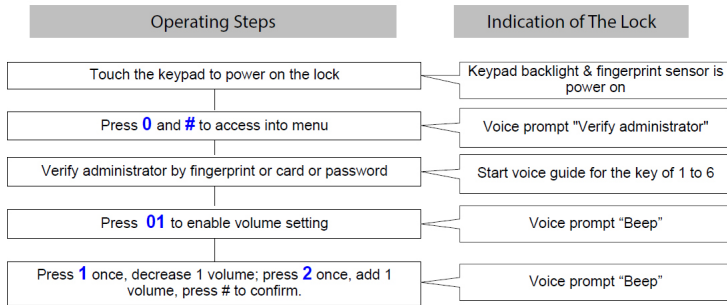 Operating Steps
Indication of The Lock
Touch the keypad to power on the lock
Keypad backlight & fingerprint sensor is
power on
Press 0 and # to access into menu
Voice prompt "Verify administrator"
Verify administrator by fingerprint or card or password
Start voice guide for the key of 1 to 6
Press 01 to enable volume setting
Voice prompt “Beep”
Press 1 once, decrease 1 volume; press 2 once, add 1
volume, press # to confirm.
Voice prompt “Beep”